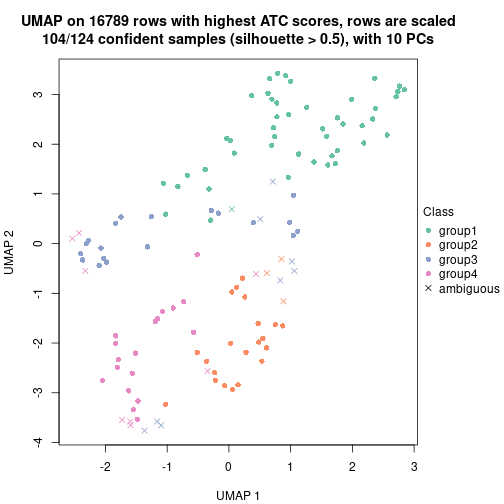 UMAP on 16789 rows with highest ATC scores, rows are scaled
104/124 confident samples (silhouette > 0.5), with 10 PCs
3
2
1
0
-1
-2
-3
-4
UMAP 2
-2
-1
0
1
2
3
UMAP 1
Class
group1
group2
group3
group4
ambiguous